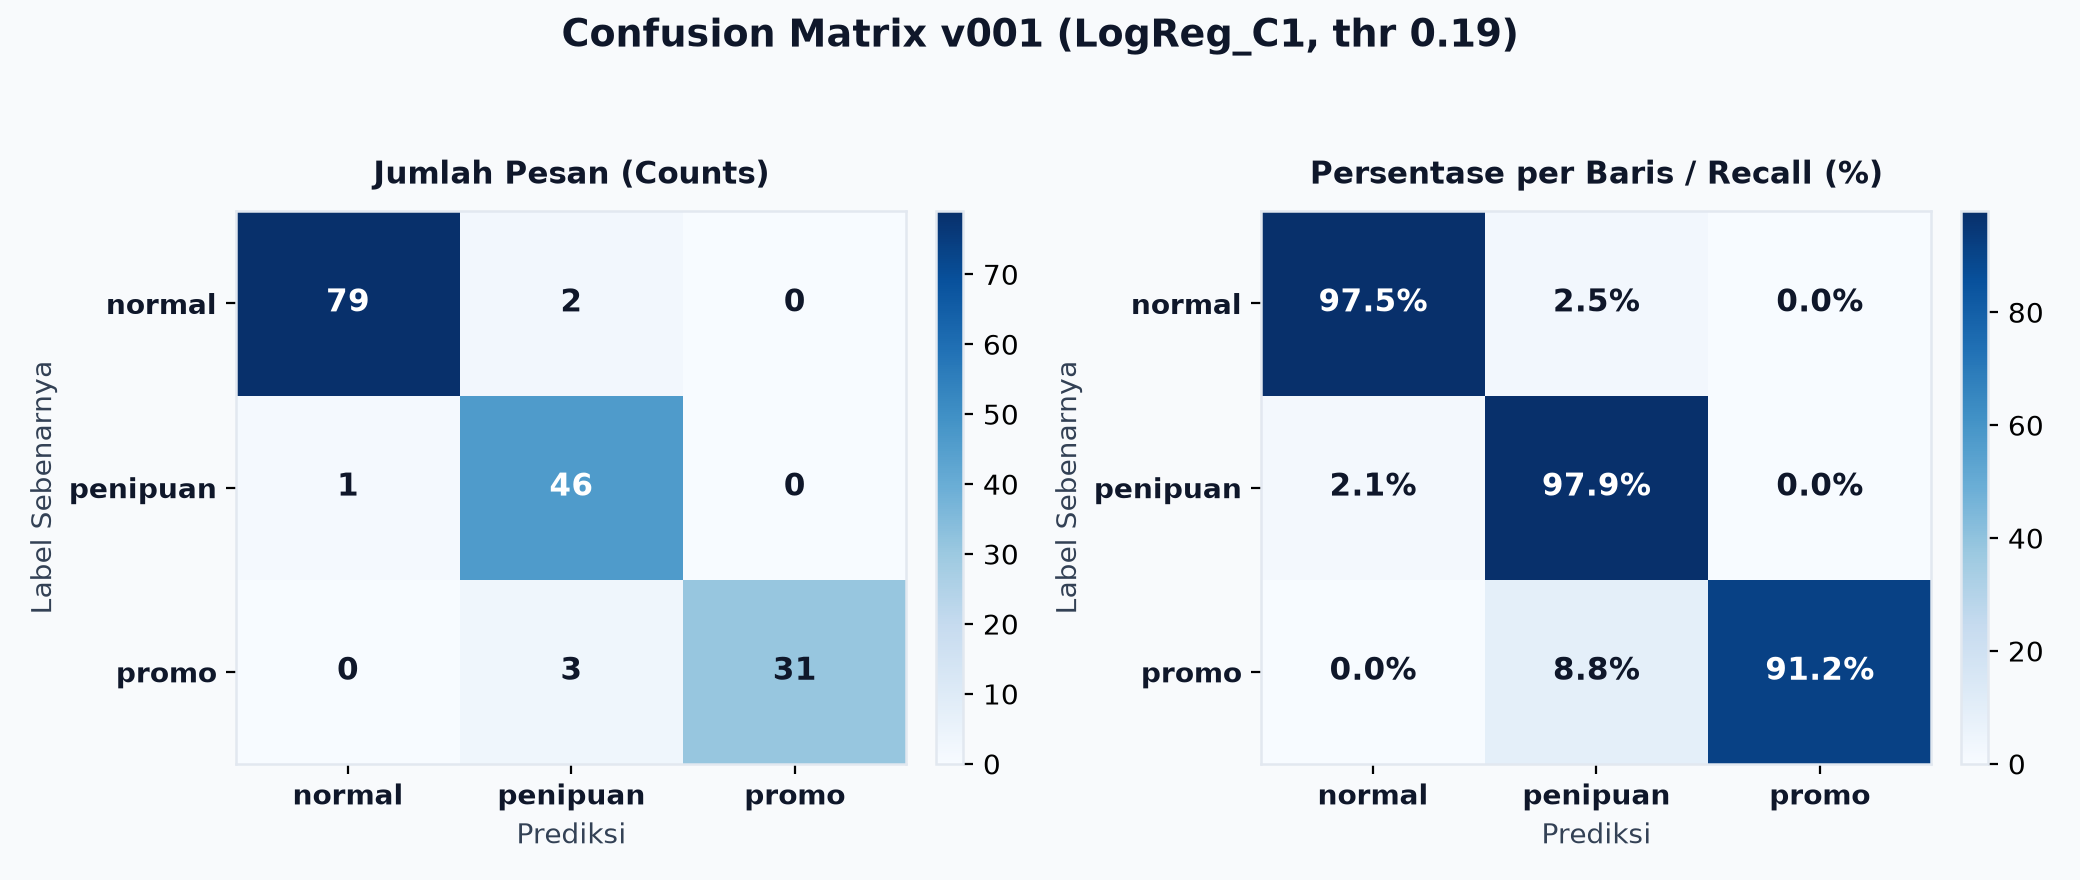 Confusion Matrix v001 (LogReg_C1, thr 0.19)
Jumlah Pesan (Counts)
Label Sebenarnya
normal
79
2
0
penipuan
1
46
0
promo
0
3
31
normal
penipuan
promo
Prediksi
70
60
50
40
30
20
10
0
Persentase per Baris / Recall (%)
Label Sebenarnya
normal
97.5%
2.5%
0.0%
penipuan
2.1%
97.9%
0.0%
promo
0.0%
8.8%
91.2%
normal
penipuan
promo
Prediksi
80
60
40
20
0